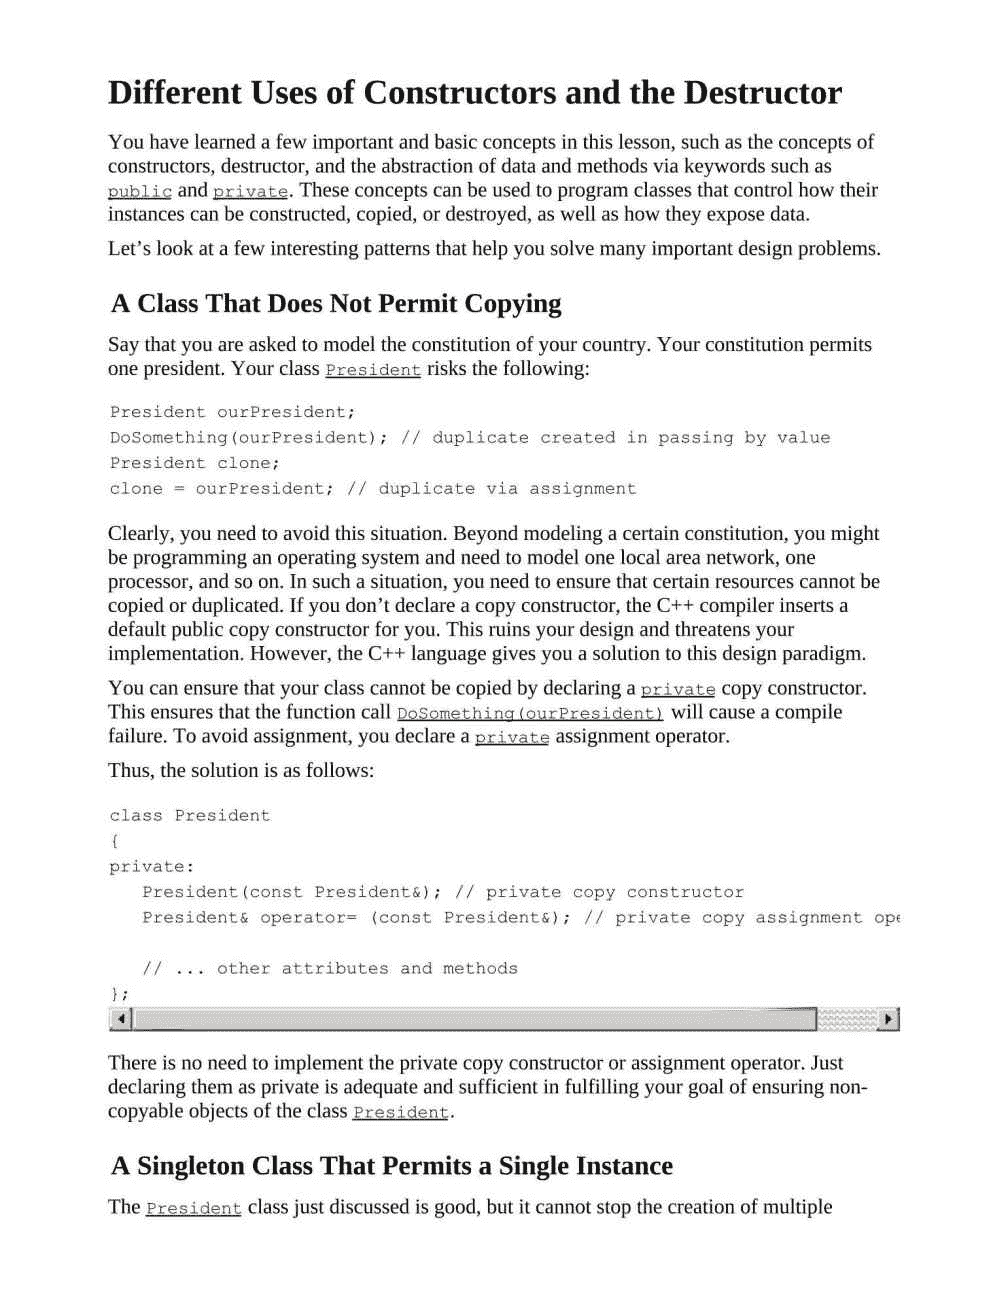 Different Uses of Constructors and the Destructor
You have learned a few important and basic concepts in this lesson, such as the concepts of
constructors, destructor, and the abstraction of data and methods via keywords such as
public and private. These concepts can be used to program classes that control how their
instances can be constructed, copied, or destroyed, as well as how they expose data.
Let’s look at a few interesting patterns that help you solve many important design problems.
A Class That Does Not Permit Copying
Say that you are asked to model the constitution of your country. Your constitution permits
one president. Your class President risks the following:
President ourPresident;
DoSomething(ourPresident); // duplicate created in passing by value
President clone;
clone = ourPresident; // duplicate via assignment
Clearly, you need to avoid this situation. Beyond modeling a certain constitution, you might
be programming an operating system and need to model one local area network, one
processor, and so on. In such a situation, you need to ensure that certain resources cannot be
copied or duplicated. If you don’t declare a copy constructor, the C++ compiler inserts a
default public copy constructor for you. This ruins your design and threatens your
implementation. However, the C++ language gives you a solution to this design paradigm.
You can ensure that your class cannot be copied by declaring a private copy constructor.
This ensures that the function call DoSomething(ourPresident) will cause a compile
failure. To avoid assignment, you declare a private assignment operator.
Thus, the solution is as follows:
class President
{
private:
   President(const President&); // private copy constructor
   President& operator= (const President&); // private copy assignment ope
   // ... other attributes and methods
};
There is no need to implement the private copy constructor or assignment operator. Just
declaring them as private is adequate and sufficient in fulfilling your goal of ensuring non-
copyable objects of the class President.
A Singleton Class That Permits a Single Instance
The President class just discussed is good, but it cannot stop the creation of multiple